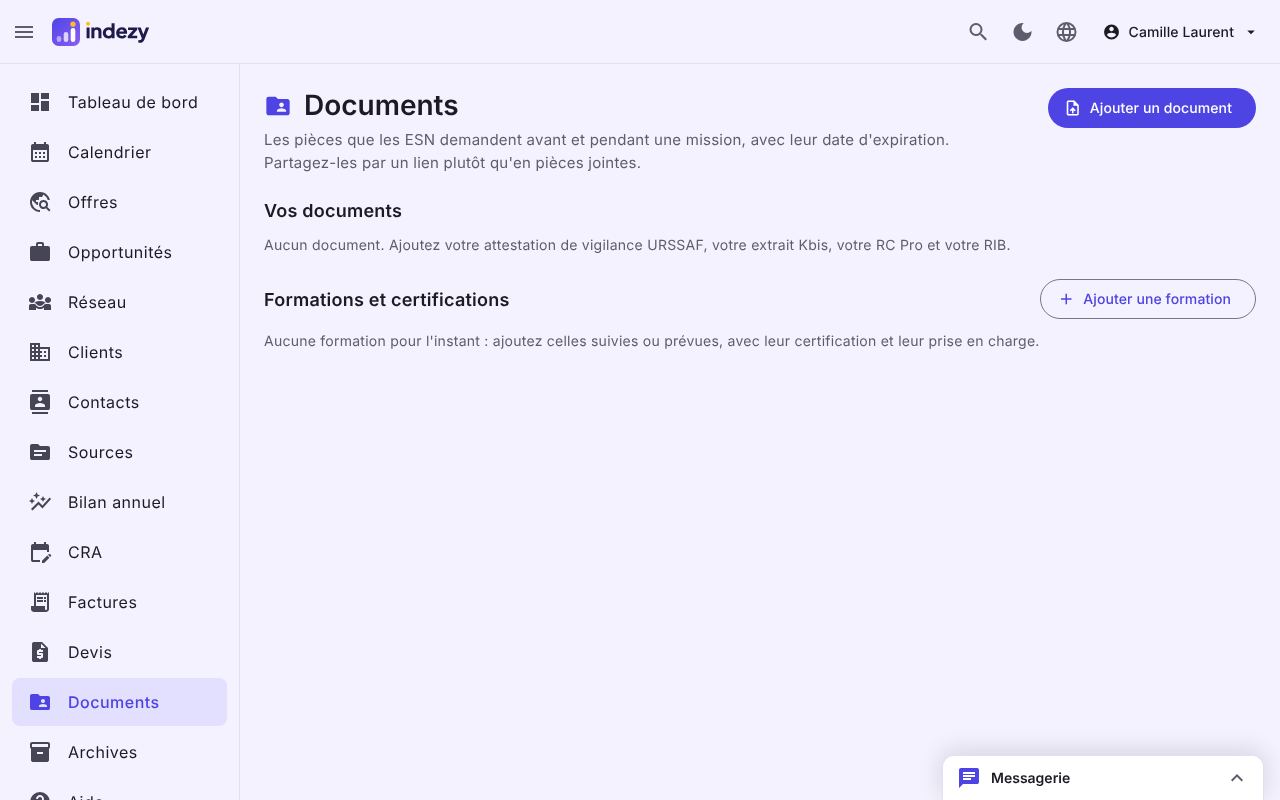 indezy
Camille Laurent
Tableau de bord
Calendrier
Offres
Opportunités
Réseau
Clients
Contacts
Sources
Bilan annuel
CRA
Factures
Devis
Documents
Archives
Aide
Documents
Ajouter un document
Les pièces que les ESN demandent avant et pendant une mission, avec leur date d'expiration.
Partagez-les par un lien plutôt qu'en pièces jointes.
Vos documents
Aucun document. Ajoutez votre attestation de vigilance URSSAF, votre extrait Kbis, votre RC Pro et votre RIB.
Formations et certifications
Ajouter une formation
Aucune formation pour l'instant : ajoutez celles suivies ou prévues, avec leur certification et leur prise en charge.
Messagerie